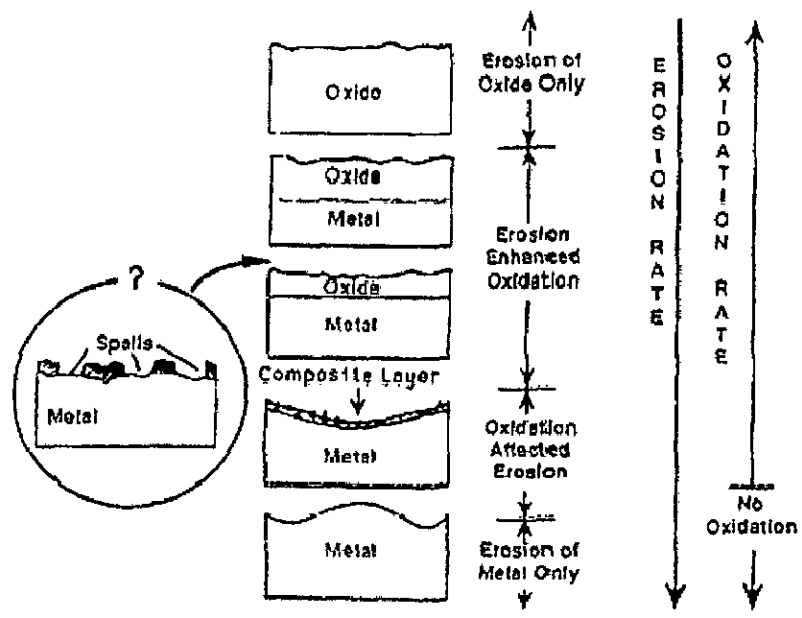 Oxide
Oxide
Metal
Oxide
Metal
Composite Layer
Metal
Metal
?
Spalls
Metal
Erosion of
Oxide Only
Erosion
Enhanced
Oxidation
Oxidation
Affected
Erosion
Erosion of
Metal Only
EROSION RATE
OXIDATION RATE
No
Oxidation